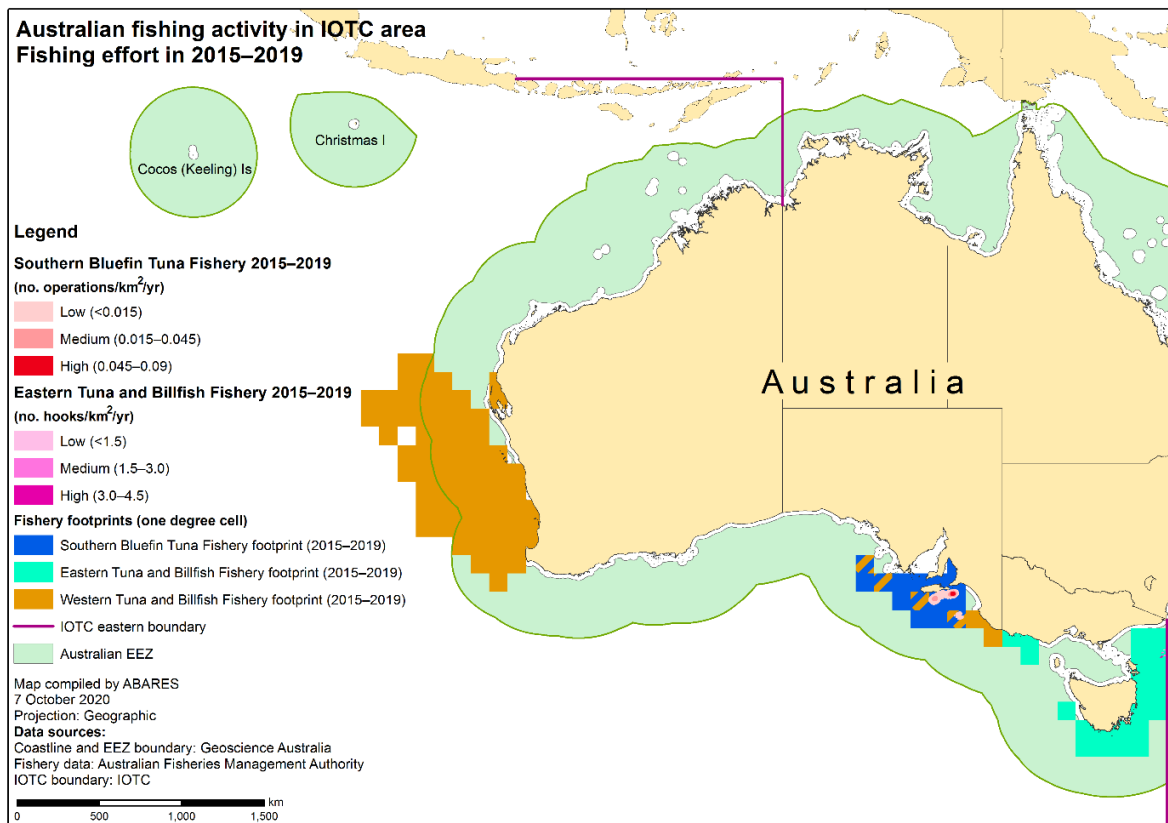 Australian fishing activity in IOTC area
Fishing effort in 2015–2019
Cocos (Keeling) Is
Christmas I
Australia
Legend
Southern Bluefin Tuna Fishery 2015–2019
(no. operations/km²/yr)
Low (<0.015)
Medium (0.015–0.045)
High (0.045–0.09)
Eastern Tuna and Billfish Fishery 2015–2019
(no. hooks/km²/yr)
Low (<1.5)
Medium (1.5–3.0)
High (3.0–4.5)
Fishery footprints (one degree cell)
Southern Bluefin Tuna Fishery footprint (2015–2019)
Eastern Tuna and Billfish Fishery footprint (2015–2019)
Western Tuna and Billfish Fishery footprint (2015–2019)
IOTC eastern boundary
Australian EEZ
Map compiled by ABARES
7 October 2020
Projection: Geographic
Data sources:
Coastline and EEZ boundary: Geoscience Australia
Fishery data: Australian Fisheries Management Authority
IOTC boundary: IOTC
km
0 500 1,000 1,500